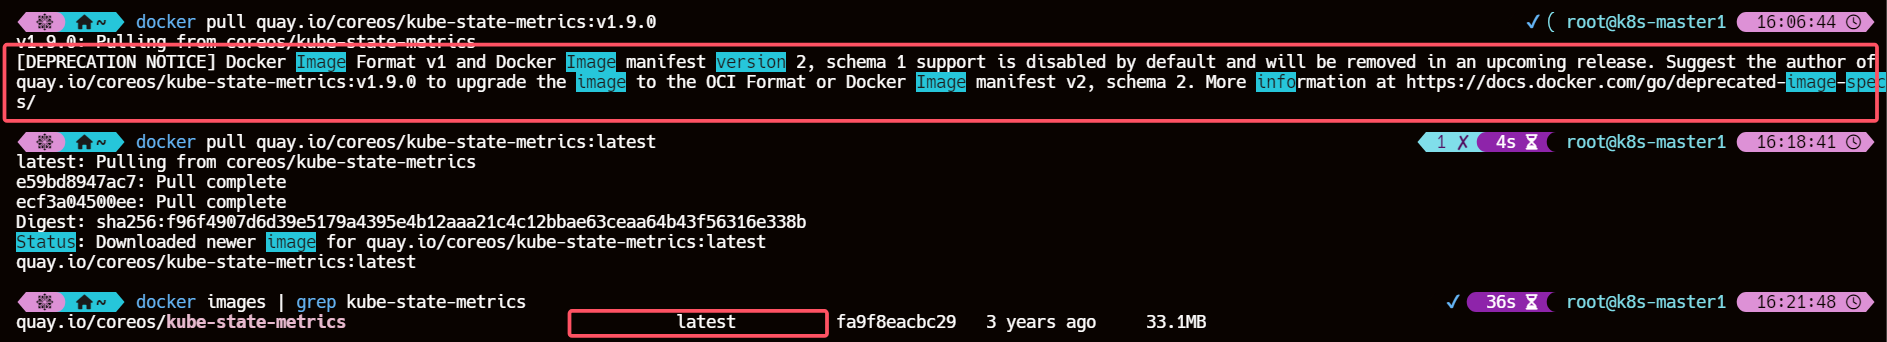 ~ docker pull quay.io/coreos/kube-state-metrics:v1.9.0 ✓ ( root@k8s-master1 16:06:44
v1.9.0: Pulling from coreos/kube-state-metrics
[DEPRECATION NOTICE] Docker Image Format v1 and Docker Image manifest version 2, schema 1 support is disabled by default and will be removed in an upcoming release. Suggest the author of
quay.io/coreos/kube-state-metrics:v1.9.0 to upgrade the image to the OCI Format or Docker Image manifest v2, schema 2. More information at https://docs.docker.com/go/deprecated-image-spec
s/
~ docker pull quay.io/coreos/kube-state-metrics:latest 1 ✗ 4s root@k8s-master1 16:18:41
latest: Pulling from coreos/kube-state-metrics
e59bd8947ac7: Pull complete
ecf3a04500ee: Pull complete
Digest: sha256:f96f4907d6d39e5179a4395e4b12aaa21c4c12bbae63ceaa64b43f56316e338b
Status: Downloaded newer image for quay.io/coreos/kube-state-metrics:latest
quay.io/coreos/kube-state-metrics:latest
~ docker images | grep kube-state-metrics ✓ 36s root@k8s-master1 16:21:48
quay.io/coreos/kube-state-metrics latest fa9f8eacbc29 3 years ago 33.1MB